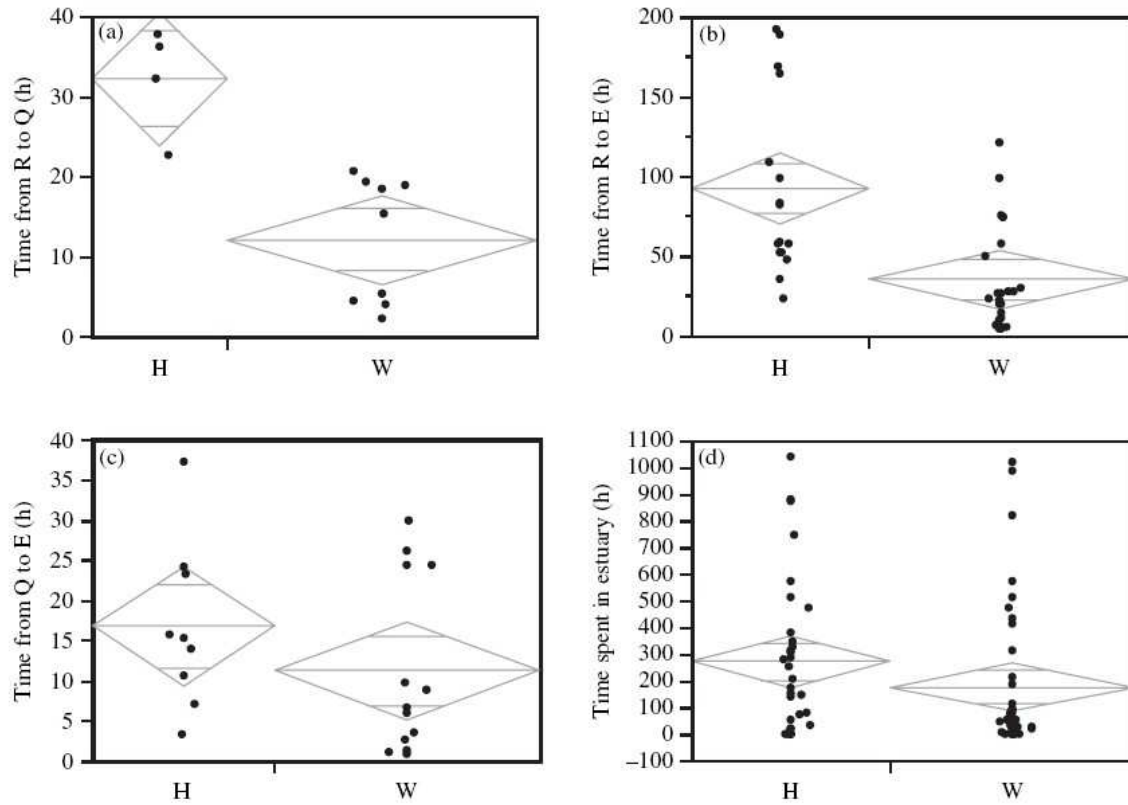 (a)
Time from R to Q (h)
40
30
20
10
0
H
W
(b)
Time from R to E (h)
200
150
100
50
0
H
W
(c)
Time from Q to E (h)
40
35
30
25
20
15
10
5
0
H
W
(d)
Time spent in estuary (h)
1100
1000
900
800
700
600
500
400
300
200
100
0
–100
H
W